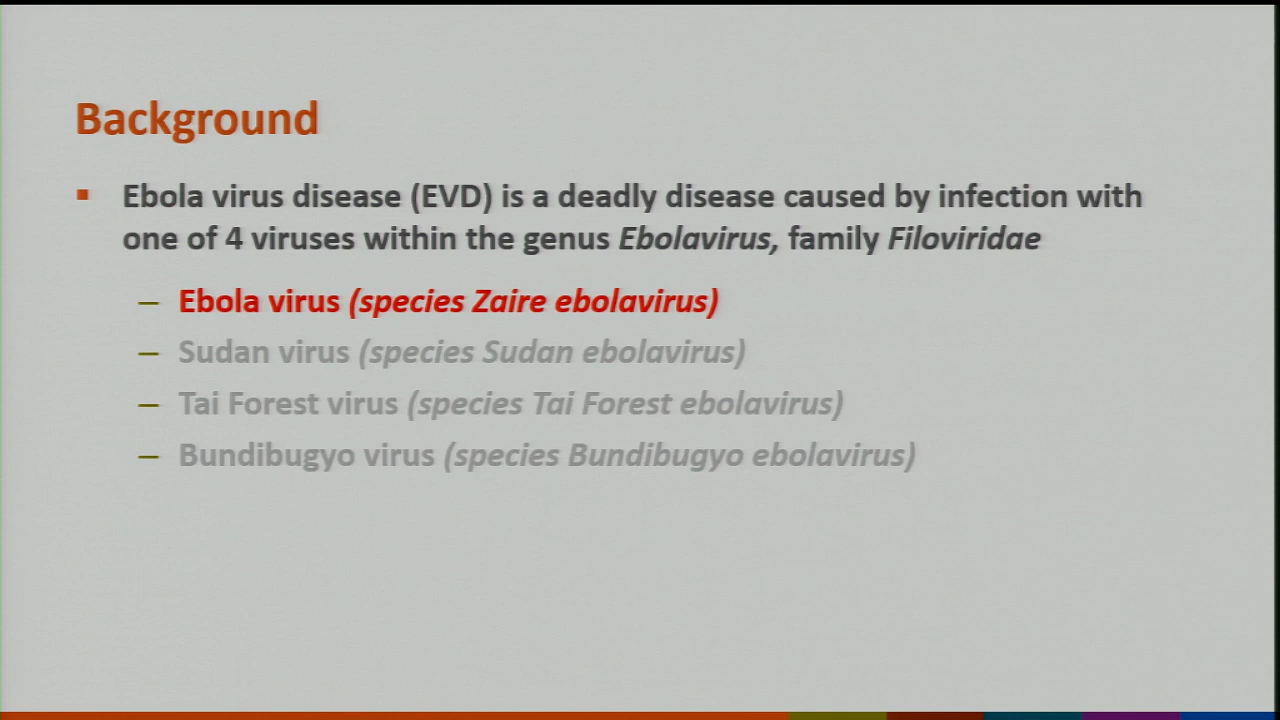 Background
▪ Ebola virus disease (EVD) is a deadly disease caused by infection with
one of 4 viruses within the genus Ebolavirus, family Filoviridae
– Ebola virus (species Zaire ebolavirus)
– Sudan virus (species Sudan ebolavirus)
– Tai Forest virus (species Tai Forest ebolavirus)
– Bundibugyo virus (species Bundibugyo ebolavirus)